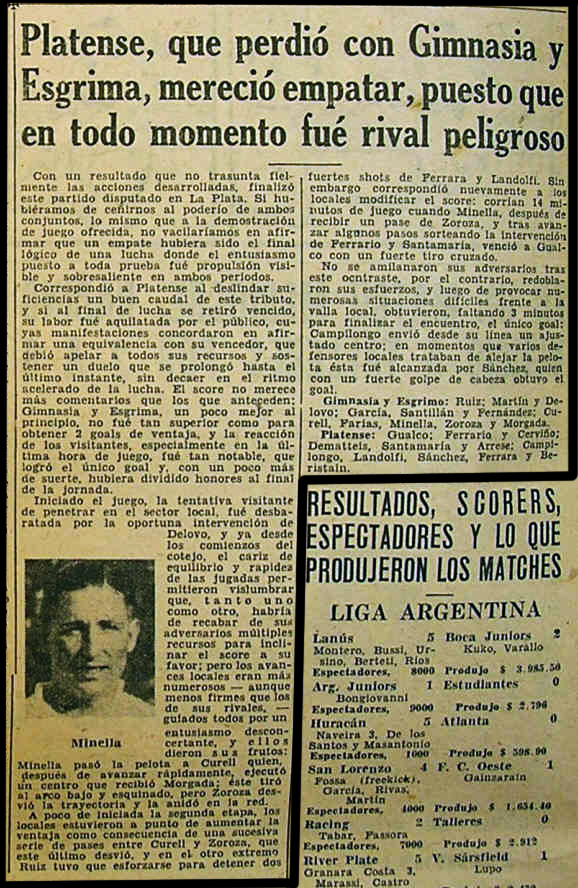 Platense, que perdió con Gimnasia y
Esgrima, mereció empatar, puesto que
en todo momento fué rival peligroso
Con un resultado que no trasunta fiel-
mente las acciones desarrolladas, finalizó
este partido disputado en La Plata. Si hu-
biéramos de ceñirnos al poderío de ambos
conjuntos, lo mismo que a la demostración
de juego ofrecida, no vacilaríamos en afir-
mar que un empate hubiera sido el final
lógico de una lucha donde el entusiasmo
puesto a toda prueba fué propulsión visi-
ble y sobresaliente en ambos períodos.
Correspondió a Platense al deslindar su-
ficiencias un buen caudal de este tributo,
y si al final de lucha se retiró vencido,
su labor fué aquilatada por el público, cu-
yas manifestaciones concordaron en afir-
mar una equivalencia con su vencedor, que
debió apelar a todos sus recursos y sos-
tener un duelo que se prolongó hasta el
último instante, sin decaer en el ritmo
acelerado de la lucha. El score no merece
más comentarios que los que anteceden:
Gimnasia y Esgrima, un poco mejor al
principio, no fué tan superior como para
obtener 2 goals de ventaja, y la reacción
de los visitantes, especialmente en la úl-
tima hora de juego, fué tan notable, que
logró el único goal y, con un poco más
de suerte, hubiera dividido honores al final
de la jornada.
Iniciado el juego, la tentativa visitante
de penetrar en el sector local, fué desba-
ratada por la oportuna intervención de
Delovo, y ya desde
los comienzos del
cotejo, el cariz de
equilibrio y rapidez
de las jugadas per-
mitieron vislumbrar
que, tanto uno
como otro, habría
de recabar de sus
adversarios múltiples
recursos para incli-
nar el score a su
favor; pero los avan-
ces locales eran más
numerosos — aunque
menos firmes que los
de sus rivales, —
guiados todos por un
entusiasmo descon-
certante, y ellos
dieron sus frutos:
Minella
Minella pasó la pelota a Curell quien,
después de avanzar rápidamente, ejecutó
un centro que recibió Morgada; éste tiró
al arco bajo y esquinado, pero Zoroza des-
vió la trayectoria y la anidó en la red.
A poco de iniciada la segunda etapa, los
locales estuvieron a punto de aumentar la
ventaja como consecuencia de una sucesiva
serie de pases entre Curell y Zoroza, que
este último desvió, y en el otro extremo
Ruiz tuvo que esforzarse para detener dos
fuertes shots de Ferrara y Landolfi. Sin
embargo correspondió nuevamente a los
locales modificar el score: corrían 14 mi-
nutos de juego cuando Minella, después de
recibir un pase de Zoroza, y tras avan-
zar algunos pasos sorteando la intervención
de Ferrario y Santamaría, venció a Gual-
co con un fuerte tiro cruzado.
No se amilanaron sus adversarios tras
este ocntraste, por el contrario, redobla-
ron sus esfuerzos, y luego de provocar nu-
merosas situaciones difíciles frente a la
valla local, obtuvieron, faltando 3 minutos
para finalizar el encuentro, el único goal:
Campilongo envió desde su línea un ajus-
tado centro, en momentos que varios de-
fensores locales trataban de alejar la pelo-
ta ésta fué alcanzada por Sánchez, quien
con un fuerte golpe de cabeza obtuvo el
goal.
Gimnasia y Esgrimo: Ruiz; Martín y De-
lovo; García, Santillán y Fernández; Cu-
rell, Farías, Minella, Zoroza y Morgada.
Platense: Gualco; Ferrario y Cerviño;
Dematteis, Santamaría y Arrese; Campi-
longo, Landolfi, Sánchez, Ferrara y Be-
ristain.
RESULTADOS, SCORERS,
ESPECTADORES Y LO QUE
PRODUJERON LOS MATCHES
LIGA ARGENTINA
Lanús 5 Boca Juniors 2
Montero, Bussi, Ur- Kuko, Varallo
sino, Berteti, Ríos
Espectadores, 8000 Produjo $ 3.985.50
Arg. Juniors 1 Estudiantes 0
Bongiovanni
Espectadores, 9000 Produjo $ 2.796
Huracán 5 Atlanta 0
Naveira 3, De los
Santos y Masantonio
Espectadores, 1000 Produjo $ 598.90
San Lorenzo 4 F. C. Oeste 1
Fossa (freekick), Gainzarain
García, Rivas,
Martín
Espectadores, 4000 Produjo $ 1.654.40
Racing 2 Talleres 0
Tabar, Fassora
Espectadores, 7000 Produjo $ 2.912
River Plate 5 V. Sársfield 1
Granara Costa 3, Lupo
Marassi, Castro